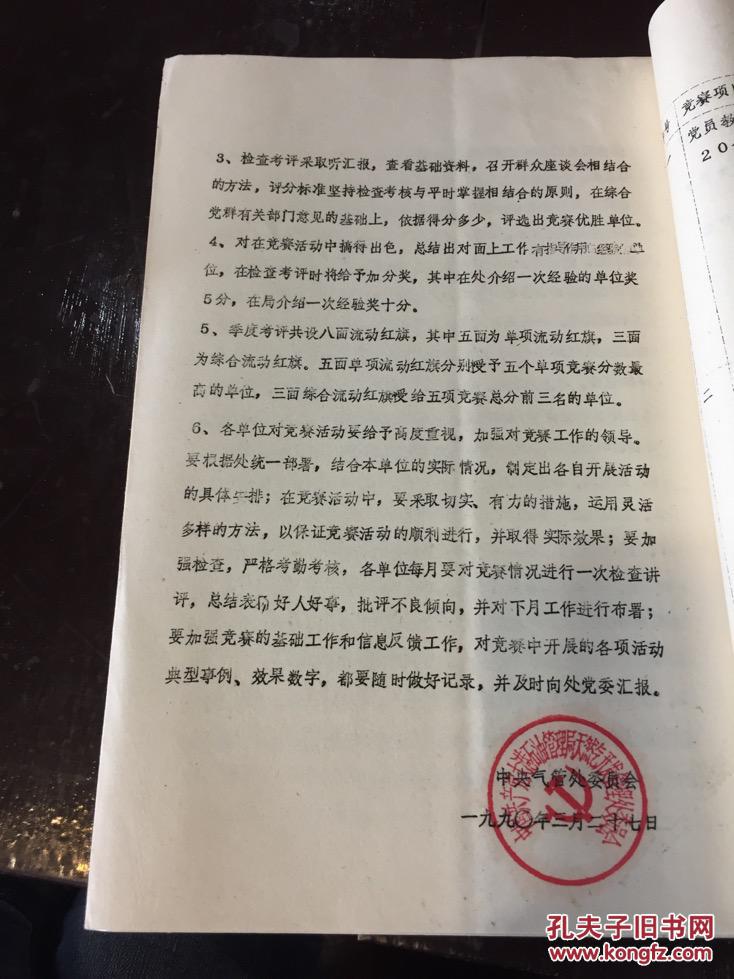 3、检查考评采取听汇报，查看基础资料，召开群众座谈会相结合
的方法，评分标准坚持检查考核与平时掌握相结合的原则，在综合
党群有关部门意见的基础上，依据得分多少，评选出竞赛优胜单位。
4、对在竞赛活动中搞得出色，总结出对面上工作有指导作用经验单
位，在检查考评时将给予加分奖，其中在处介绍一次经验的单位奖
5分，在局介绍一次经验奖十分。
5、季度考评共设八面流动红旗，其中五面为单项流动红旗，三面
为综合流动红旗。五面单项流动红旗分别授予五个单项竞赛分数最
高的单位，三面综合流动红旗授给五项竞赛总分前三名的单位。
6、各单位对竞赛活动要给予高度重视，加强对竞赛工作的领导。
要根据处统一部署，结合本单位的实际情况，制定出各自开展活动
的具体安排；在竞赛活动中，要采取切实、有力的措施，运用灵活
多样的方法，以保证竞赛活动的顺利进行，并取得实际效果；要加
强检查，严格考勤考核，各单位每月要对竞赛情况进行一次检查讲
评，总结表扬好人好事，批评不良倾向，并对下月工作进行布署；
要加强竞赛的基础工作和信息反馈工作，对竞赛中开展的各项活动
典型事例、效果数字，都要随时做好记录，并及时向处党委汇报。
中共气管处委员会
一九九〇年三月二十七日
竞赛项
党员教
20
二
孔夫子旧书网
www.kongfz.com